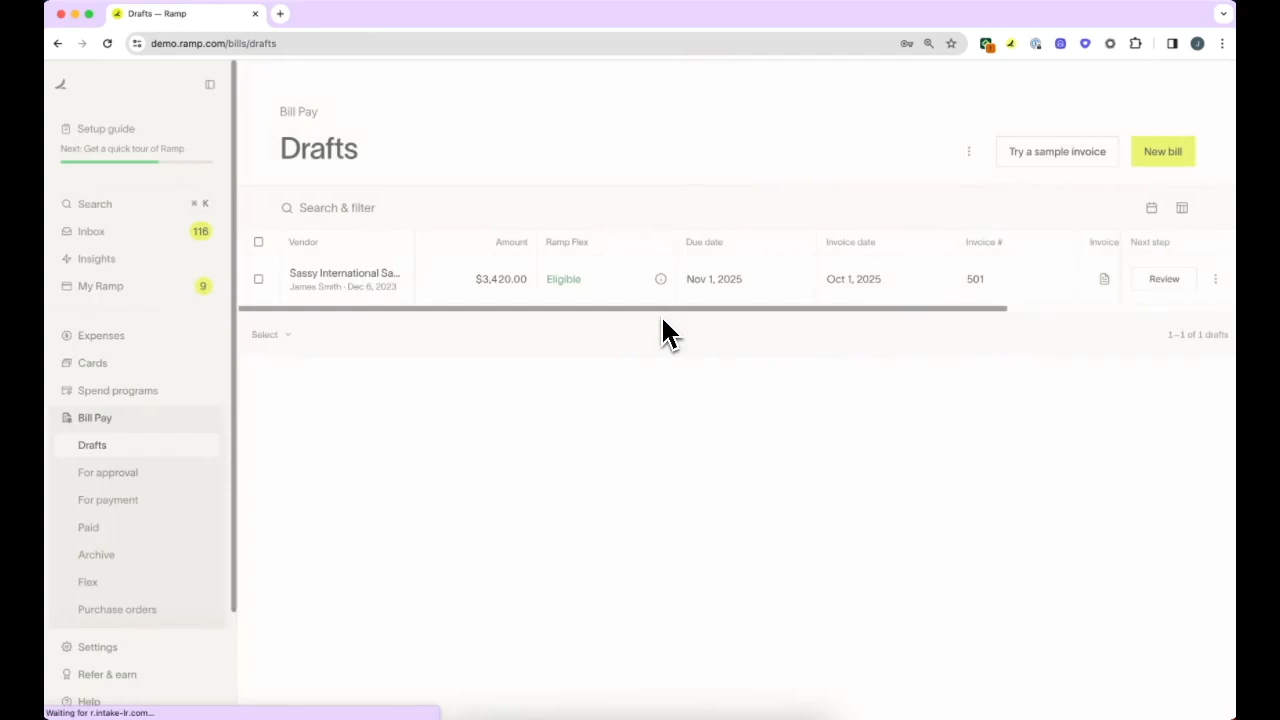 Drafts — Ramp
demo.ramp.com/bills/drafts
Setup guide
Next: Get a quick tour of Ramp
Search ⌘ K
Inbox 116
Insights
My Ramp 9
Expenses
Cards
Spend programs
Bill Pay
Drafts
For approval
For payment
Paid
Archive
Flex
Purchase orders
Settings
Refer & earn
Help
Waiting for r.intake-lr.com...
Bill Pay
Drafts
Try a sample invoice
New bill
Search & filter
Vendor Amount Ramp Flex Due date Invoice date Invoice # Invoice Next step
Sassy International Sa... $3,420.00 Eligible Nov 1, 2025 Oct 1, 2025 501 Review
James Smith · Dec 6, 2023
Select 1–1 of 1 drafts
J